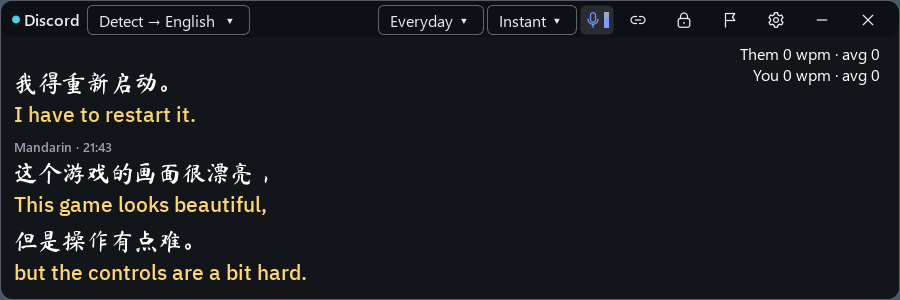 Discord
Detect → English ▼
Everyday ▼
Instant ▼
Them 0 wpm · avg 0
You 0 wpm · avg 0
我得重新启动。
I have to restart it.
Mandarin · 21:43
这个游戏的画面很漂亮，
This game looks beautiful,
但是操作有点难。
but the controls are a bit hard.